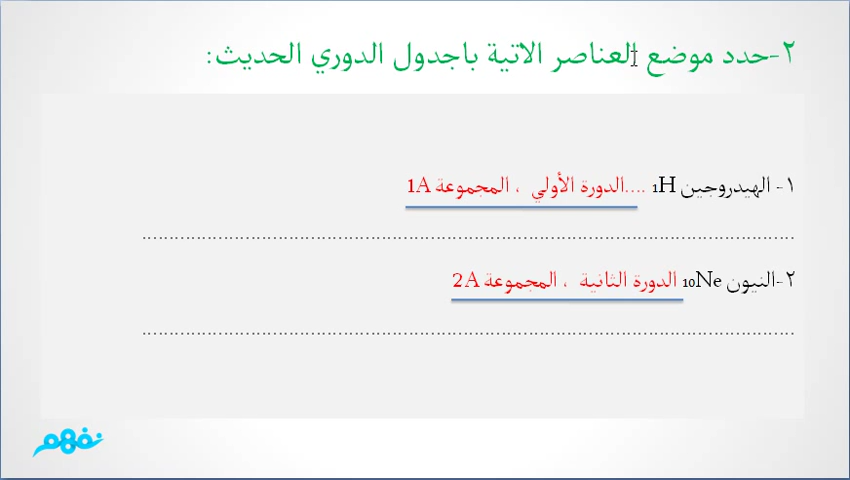 ٢-حدد موضع العناصر الاتية باجدول الدوري الحديث:
١- الهيدروجين 1H ....الدورة الأولي ، المجموعة 1A
٢-النيون 10Ne الدورة الثانية ، المجموعة 2A
نفهم